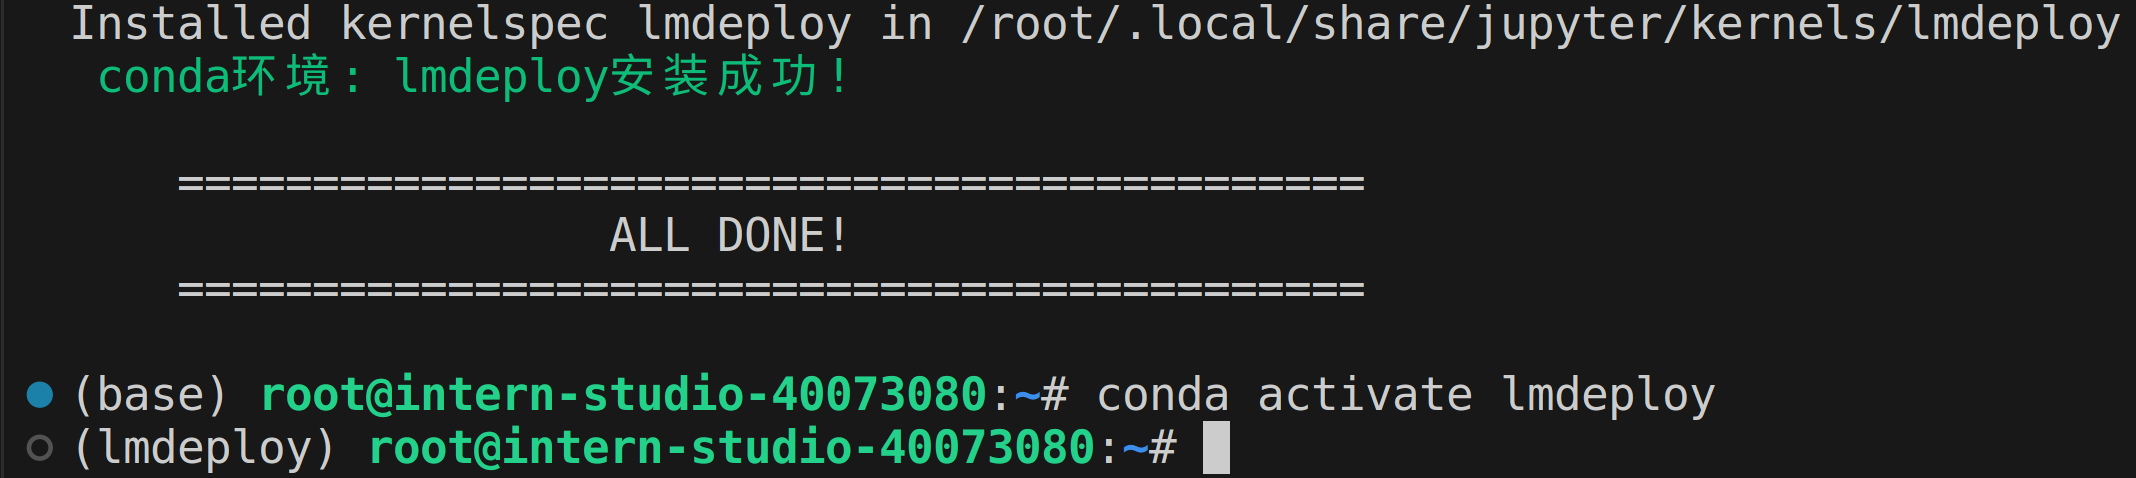 Installed kernelspec lmdeploy in /root/.local/share/jupyter/kernels/lmdeploy
conda环境: lmdeploy安装成功!
============================================
ALL DONE!
============================================
(base) root@intern-studio-40073080:~# conda activate lmdeploy
(lmdeploy) root@intern-studio-40073080:~#